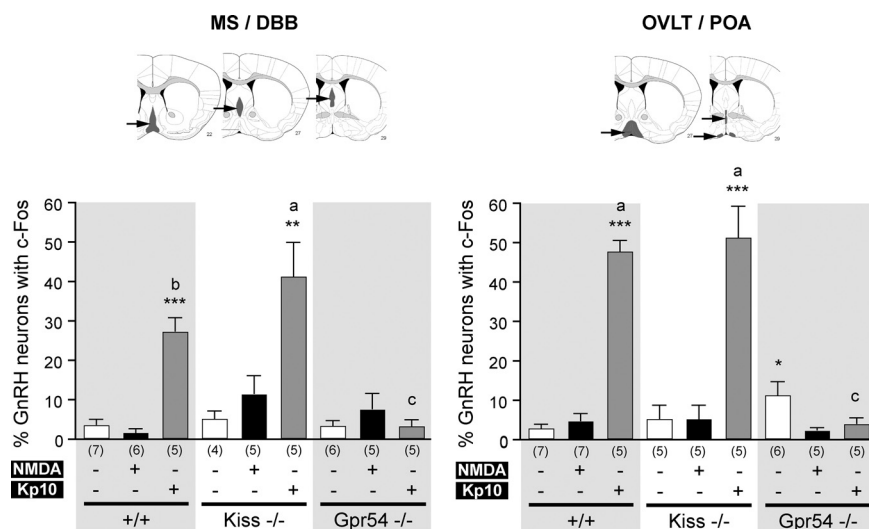 MS / DBB
22
27
29
% GnRH neurons with c-Fos
60
50
40
30
20
10
0
b
***
a
**
c
(7) (6) (5) (4) (5) (5) (6) (5) (5)
NMDA - + - - + - - + -
Kp10 - - + - - + - - +
+/+ Kiss -/- Gpr54 -/-
OVLT / POA
27
29
% GnRH neurons with c-Fos
60
50
40
30
20
10
0
a
***
a
***
*
c
(7) (7) (5) (5) (5) (5) (6) (5) (5)
NMDA - + - - + - - + -
Kp10 - - + - - + - - +
+/+ Kiss -/- Gpr54 -/-